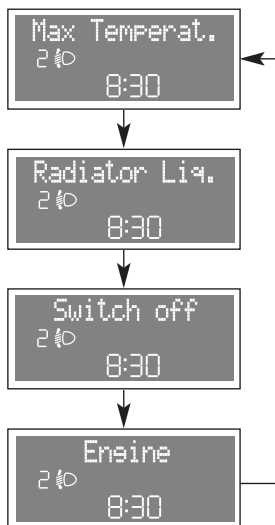 Max Temperat.
2
8:30
Radiator Liq.
2
8:30
Switch off
2
8:30
Engine
2
8:30